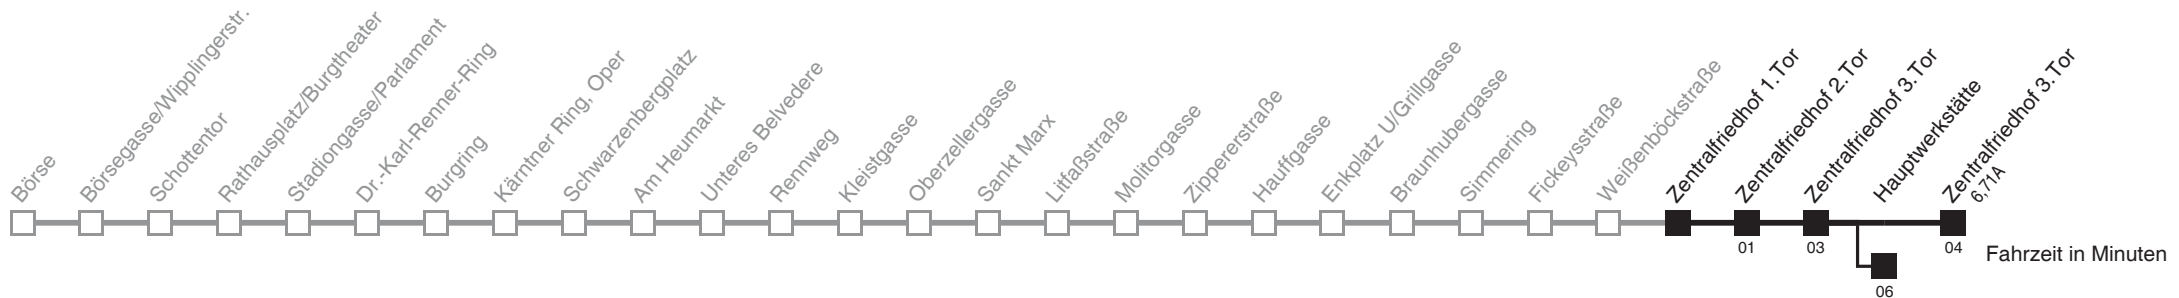 Börse
Börsegasse/Wipplingerstr.
Schottentor
Rathausplatz/Burgtheater
Stadiongasse/Parlament
Dr.-Karl-Renner-Ring
Burgring
Kärntner Ring, Oper
Schwarzenbergplatz
Am Heumarkt
Unteres Belvedere
Rennweg
Kleistgasse
Oberzellergasse
Sankt Marx
Litfaßstraße
Molitorgasse
Zippererstraße
Hauffgasse
Enkplatz U/Grillgasse
Braunhubergasse
Simmering
Fickeysstraße
Weißenböckstraße
Zentralfriedhof 1.Tor
Zentralfriedhof 2.Tor
Zentralfriedhof 3.Tor
Hauptwerkstätte
Zentralfriedhof 3.Tor
6,71A
01
03
04
Fahrzeit in Minuten
06